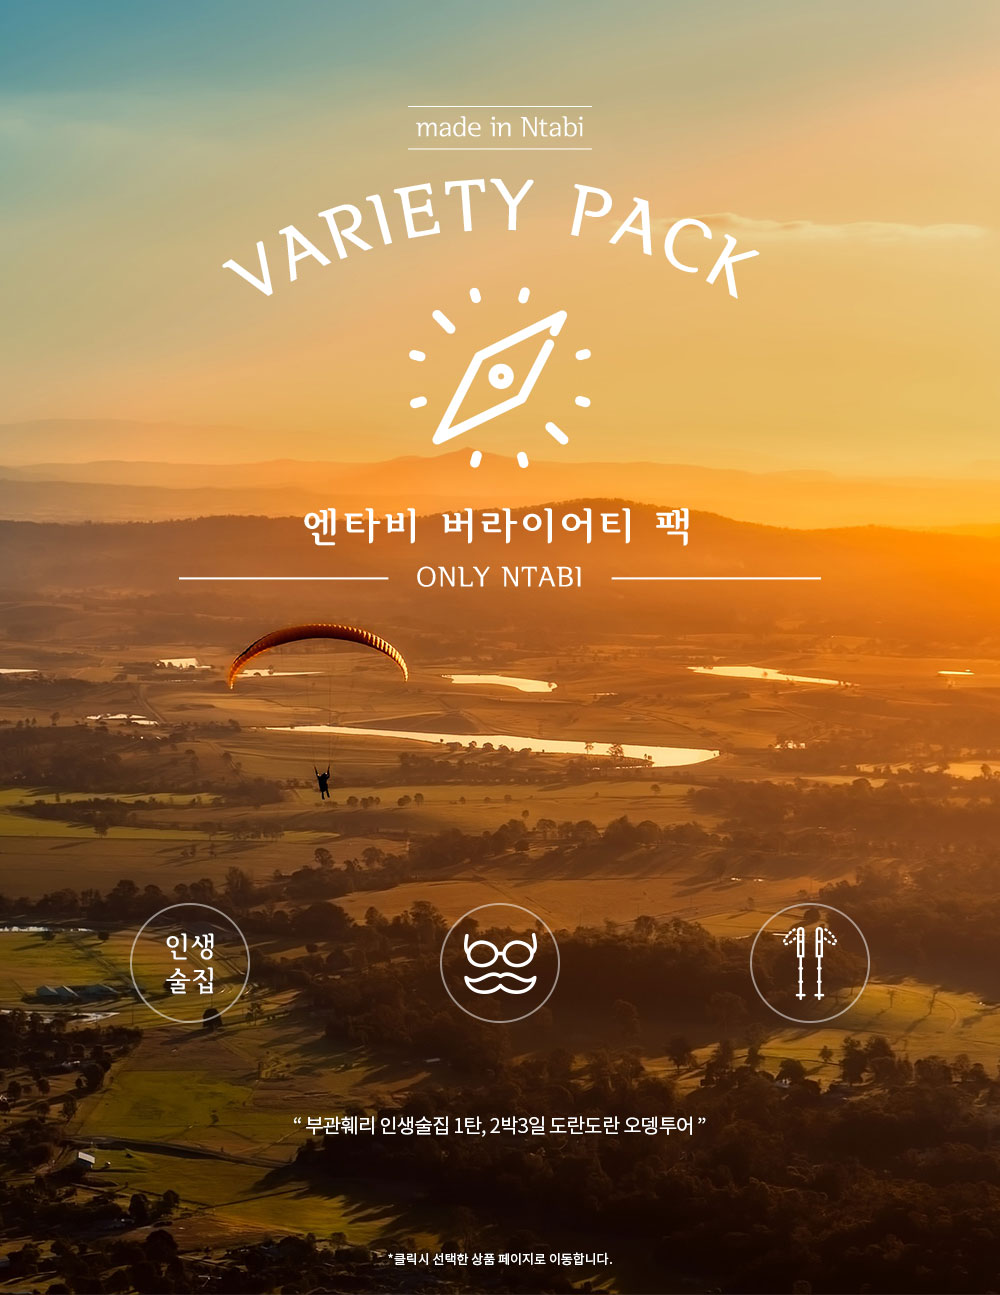 made in Ntabi
VARIETY PACK
엔타비 버라이어티 팩
ONLY NTABI
인생
술집
“ 부관훼리 인생술집 1탄, 2박3일 도란도란 오뎅투어 ”
*클릭시 선택한 상품 페이지로 이동합니다.